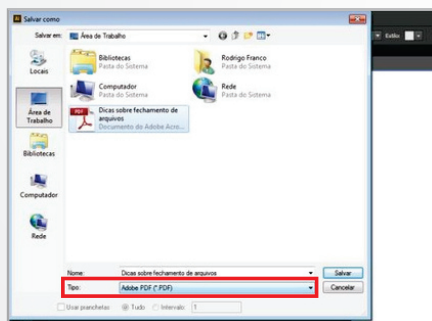 Salvar como
Salvar em:
Área de Trabalho
Estilo
Locais
Área de
Trabalho
Bibliotecas
Computador
Rede
Bibliotecas
Pasta do Sistema
Rodrigo Franco
Pasta do Sistema
Computador
Pasta do Sistema
Rede
Pasta do Sistema
PDF
Dicas sobre fechamento de
arquivos
Documento do Adobe Acro...
Nome:
Dicas sobre fechamento de arquivos
Salvar
Tipo:
Adobe PDF (*.PDF)
Cancelar
Usar pranchetas
Tudo
Intervalo:
1